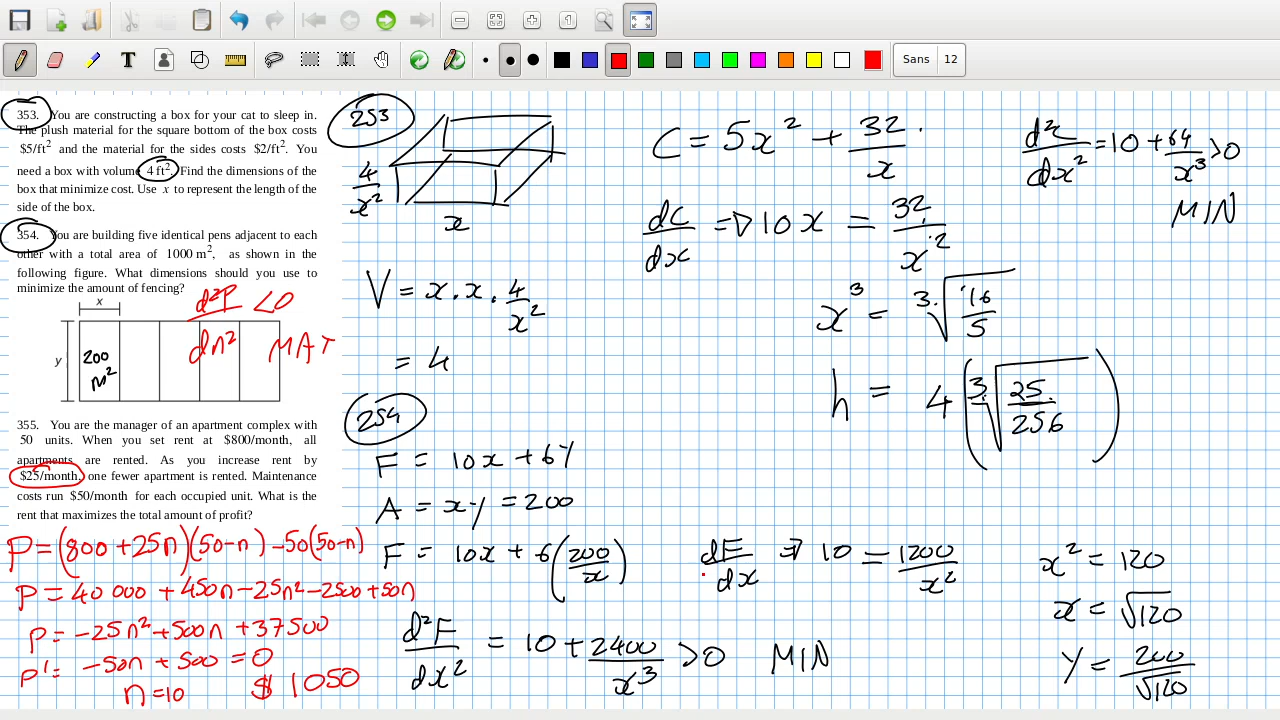 Sans 12
353. You are constructing a box for your cat to sleep in.
The plush material for the square bottom of the box costs
$5/ft² and the material for the sides costs $2/ft². You
need a box with volume 4 ft². Find the dimensions of the
box that minimize cost. Use x to represent the length of the
side of the box.
354. You are building five identical pens adjacent to each
other with a total area of 1000 m², as shown in the
following figure. What dimensions should you use to
minimize the amount of fencing?
x
y
200
m²
d²P/dn² <0
MAX
355. You are the manager of an apartment complex with
50 units. When you set rent at $800/month, all
apartments are rented. As you increase rent by
$25/month, one fewer apartment is rented. Maintenance
costs run $50/month for each occupied unit. What is the
rent that maximizes the total amount of profit?
P = (800 + 25n)(50-n) - 50(50-n)
P = 40 000 + 450n - 25n² - 2500 + 50n
P = -25n² + 500n + 37500
P' = -50n + 500 = 0
n = 10 $ 1050
253
4/x²
x
V = x . x . 4/x²
= 4
C = 5x² + 32/x
dC/dx => 10x = 32/x²
x³ = ³√(16/5)
h = 4(³√(25/256))
d²C/dx² = 10 + 64/x³ >0
MIN
254
F = 10x + 6y
A = xy = 200
F = 10x + 6(200/x)
dF/dx => 10 = 1200/x²
d²F/dx² = 10 + 2400/x³ >0 MIN
x² = 120
x = √120
y = 200/√120